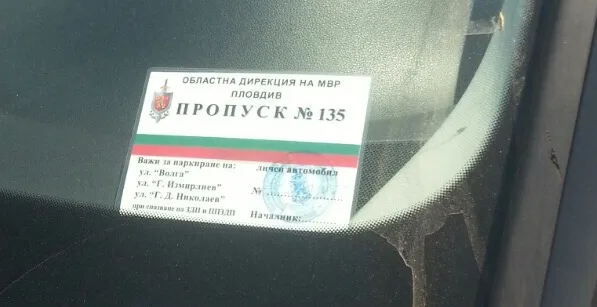 ОБЛАСТНА ДИРЕКЦИЯ НА МВР
ПЛОВДИВ
ПРОПУСК № 135
Важи за паркиране на: личен автомобил
ул. "Волга"
ул. "Г. Измирлиев" №
ул. "Г. Д. Николаев"
при спазване на ЗДП и ППЗДП Началник: